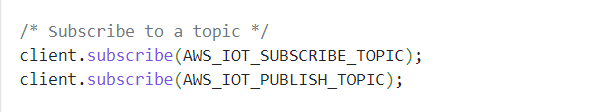 /* Subscribe to a topic */
client.subscribe(AWS_IOT_SUBSCRIBE_TOPIC);
client.subscribe(AWS_IOT_PUBLISH_TOPIC);